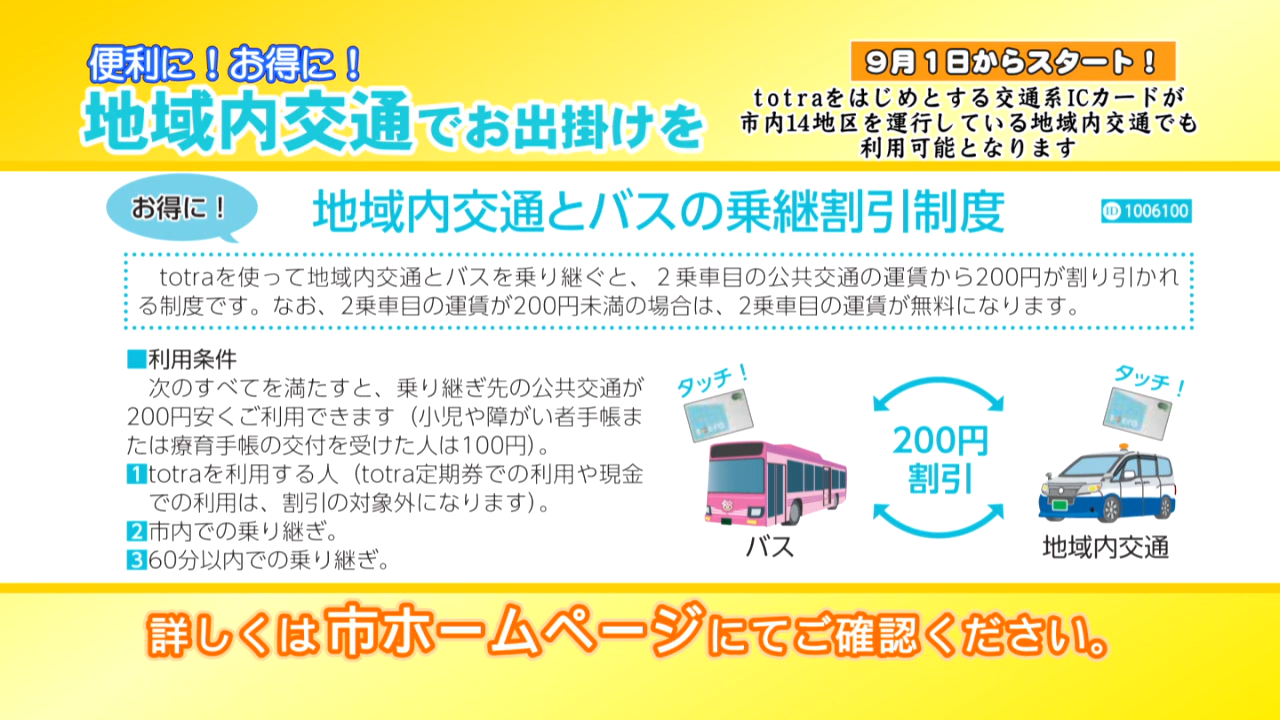 便利に！お得に！
地域内交通でお出掛けを
９月１日からスタート！
totraをはじめとする交通系ICカードが
市内14地区を運行している地域内交通でも
利用可能となります
お得に！
地域内交通とバスの乗継割引制度
ID 1006100
totraを使って地域内交通とバスを乗り継ぐと、２乗車目の公共交通の運賃から200円が割り引かれ
る制度です。なお、2乗車目の運賃が200円未満の場合は、2乗車目の運賃が無料になります。
■利用条件
次のすべてを満たすと、乗り継ぎ先の公共交通が
200円安くご利用できます（小児や障がい者手帳ま
たは療育手帳の交付を受けた人は100円）。
1 totraを利用する人（totra定期券での利用や現金
での利用は、割引の対象外になります）。
2 市内での乗り継ぎ。
3 60分以内での乗り継ぎ。
タッチ！
タッチ！
200円
割引
バス
地域内交通
詳しくは市ホームページにてご確認ください。